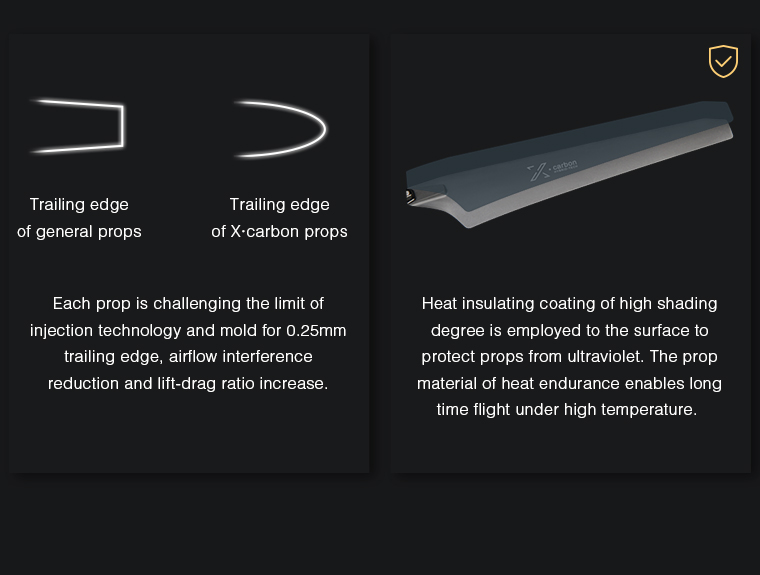 Trailing edge
of general props
Trailing edge
of X·carbon props
Each prop is challenging the limit of
injection technology and mold for 0.25mm
trailing edge, airflow interference
reduction and lift-drag ratio increase.
X·carbon
Heat insulating coating of high shading
degree is employed to the surface to
protect props from ultraviolet. The prop
material of heat endurance enables long
time flight under high temperature.